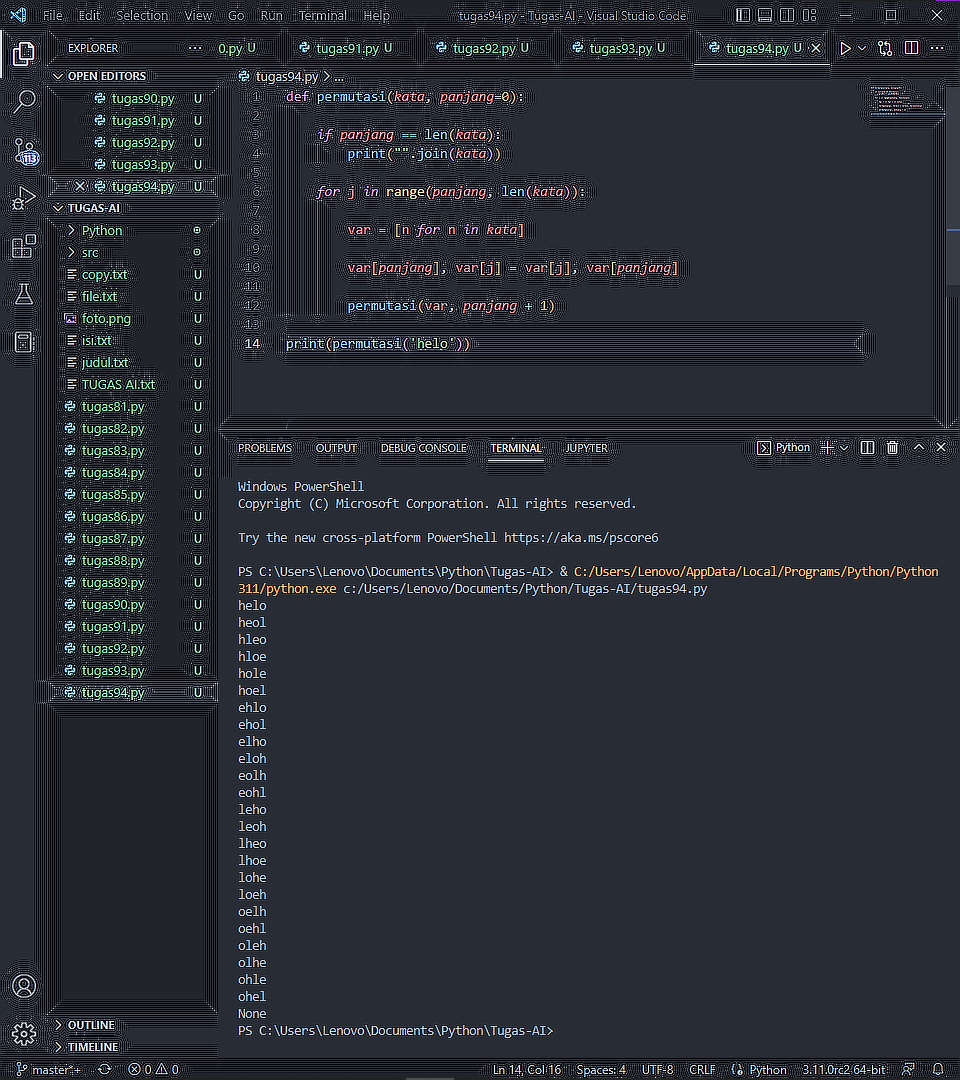 File Edit Selection View Go Run Terminal Help tugas94.py - Tugas-AI - Visual Studio Code
EXPLORER ... 0.py U tugas91.py U tugas92.py U tugas93.py U tugas94.py U
OPEN EDITORS
tugas90.py U
tugas91.py U
tugas92.py U
tugas93.py U
tugas94.py U
TUGAS-AI
Python
src
copy.txt U
file.txt U
foto.png U
isi.txt U
judul.txt U
TUGAS AI.txt U
tugas81.py U
tugas82.py U
tugas83.py U
tugas84.py U
tugas85.py U
tugas86.py U
tugas87.py U
tugas88.py U
tugas89.py U
tugas90.py U
tugas91.py U
tugas92.py U
tugas93.py U
tugas94.py U
OUTLINE
TIMELINE
113
tugas94.py > ...
1 def permutasi(kata, panjang=0):
2
3 if panjang == len(kata):
4 print("".join(kata))
5
6 for j in range(panjang, len(kata)):
7
8 var = [n for n in kata]
9
10 var[panjang], var[j] = var[j], var[panjang]
11
12 permutasi(var, panjang + 1)
13
14 print(permutasi('helo'))
PROBLEMS OUTPUT DEBUG CONSOLE TERMINAL JUPYTER Python
Windows PowerShell
Copyright (C) Microsoft Corporation. All rights reserved.
Try the new cross-platform PowerShell https://aka.ms/pscore6
PS C:\Users\Lenovo\Documents\Python\Tugas-AI> & C:/Users/Lenovo/AppData/Local/Programs/Python/Python
311/python.exe c:/Users/Lenovo/Documents/Python/Tugas-AI/tugas94.py
helo
heol
hleo
hloe
hole
hoel
ehlo
ehol
elho
eloh
eolh
eohl
leho
leoh
lheo
lhoe
lohe
loeh
oelh
oehl
oleh
olhe
ohle
ohel
None
PS C:\Users\Lenovo\Documents\Python\Tugas-AI>
master*+ 0 0 Ln 14, Col 16 Spaces: 4 UTF-8 CRLF Python 3.11.0rc2 64-bit